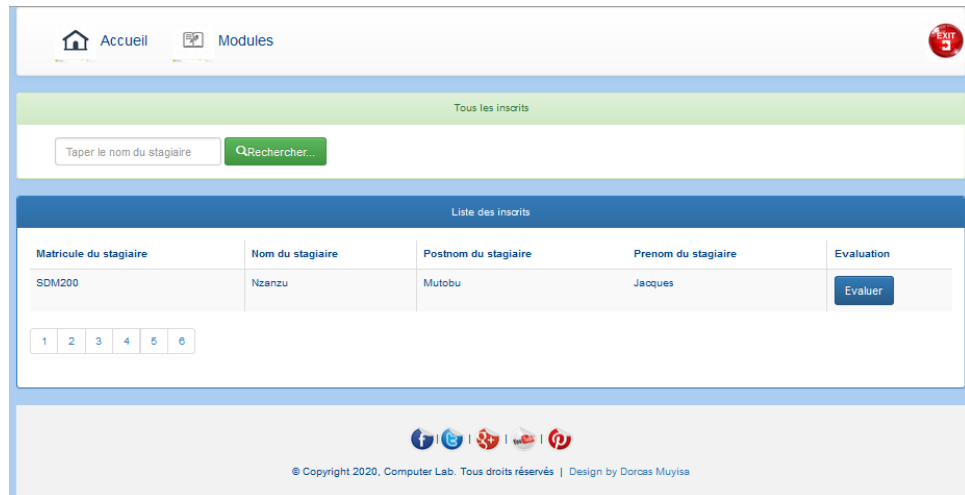 Accueil Modules EXIT
Tous les inscrits
Taper le nom du stagiaire Rechercher...
Liste des inscrits
Matricule du stagiaire Nom du stagiaire Postnom du stagiaire Prenom du stagiaire Evaluation
SDM200 Nzanzu Mutobu Jacques Evaluer
1 2 3 4 5 6
© Copyright 2020, Computer Lab. Tous droits réservés | Design by Dorcas Muyisa